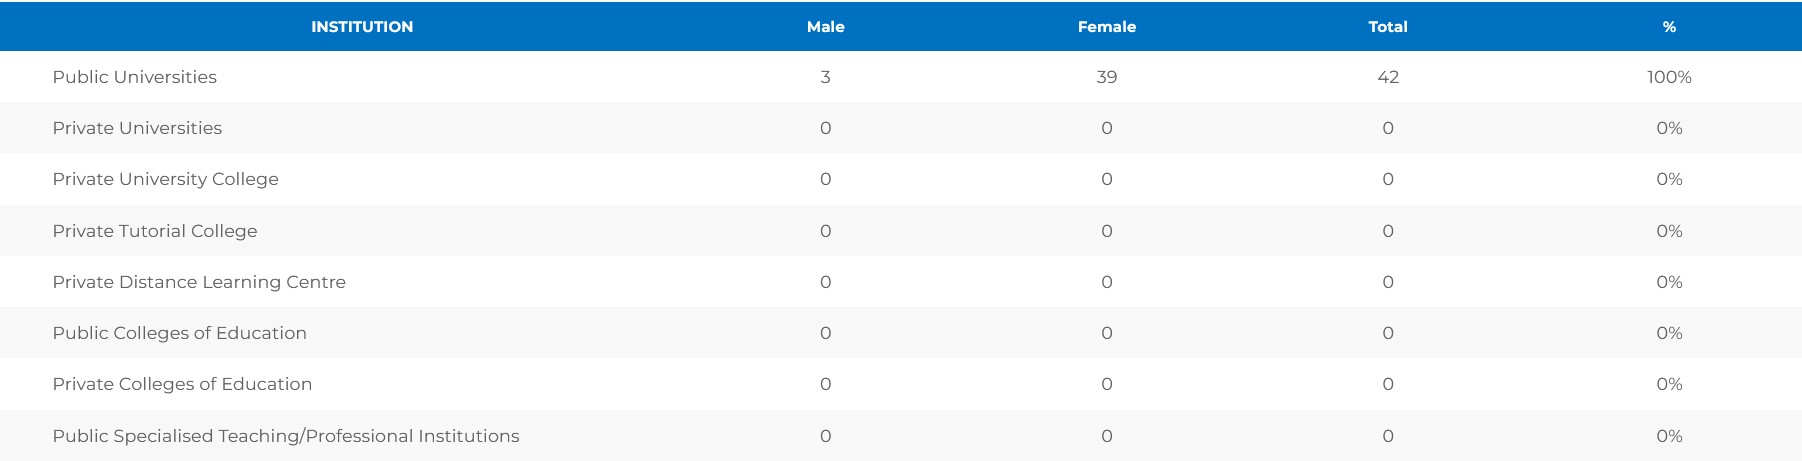 INSTITUTION Male Female Total %
Public Universities 3 39 42 100%
Private Universities 0 0 0 0%
Private University College 0 0 0 0%
Private Tutorial College 0 0 0 0%
Private Distance Learning Centre 0 0 0 0%
Public Colleges of Education 0 0 0 0%
Private Colleges of Education 0 0 0 0%
Public Specialised Teaching/Professional Institutions 0 0 0 0%